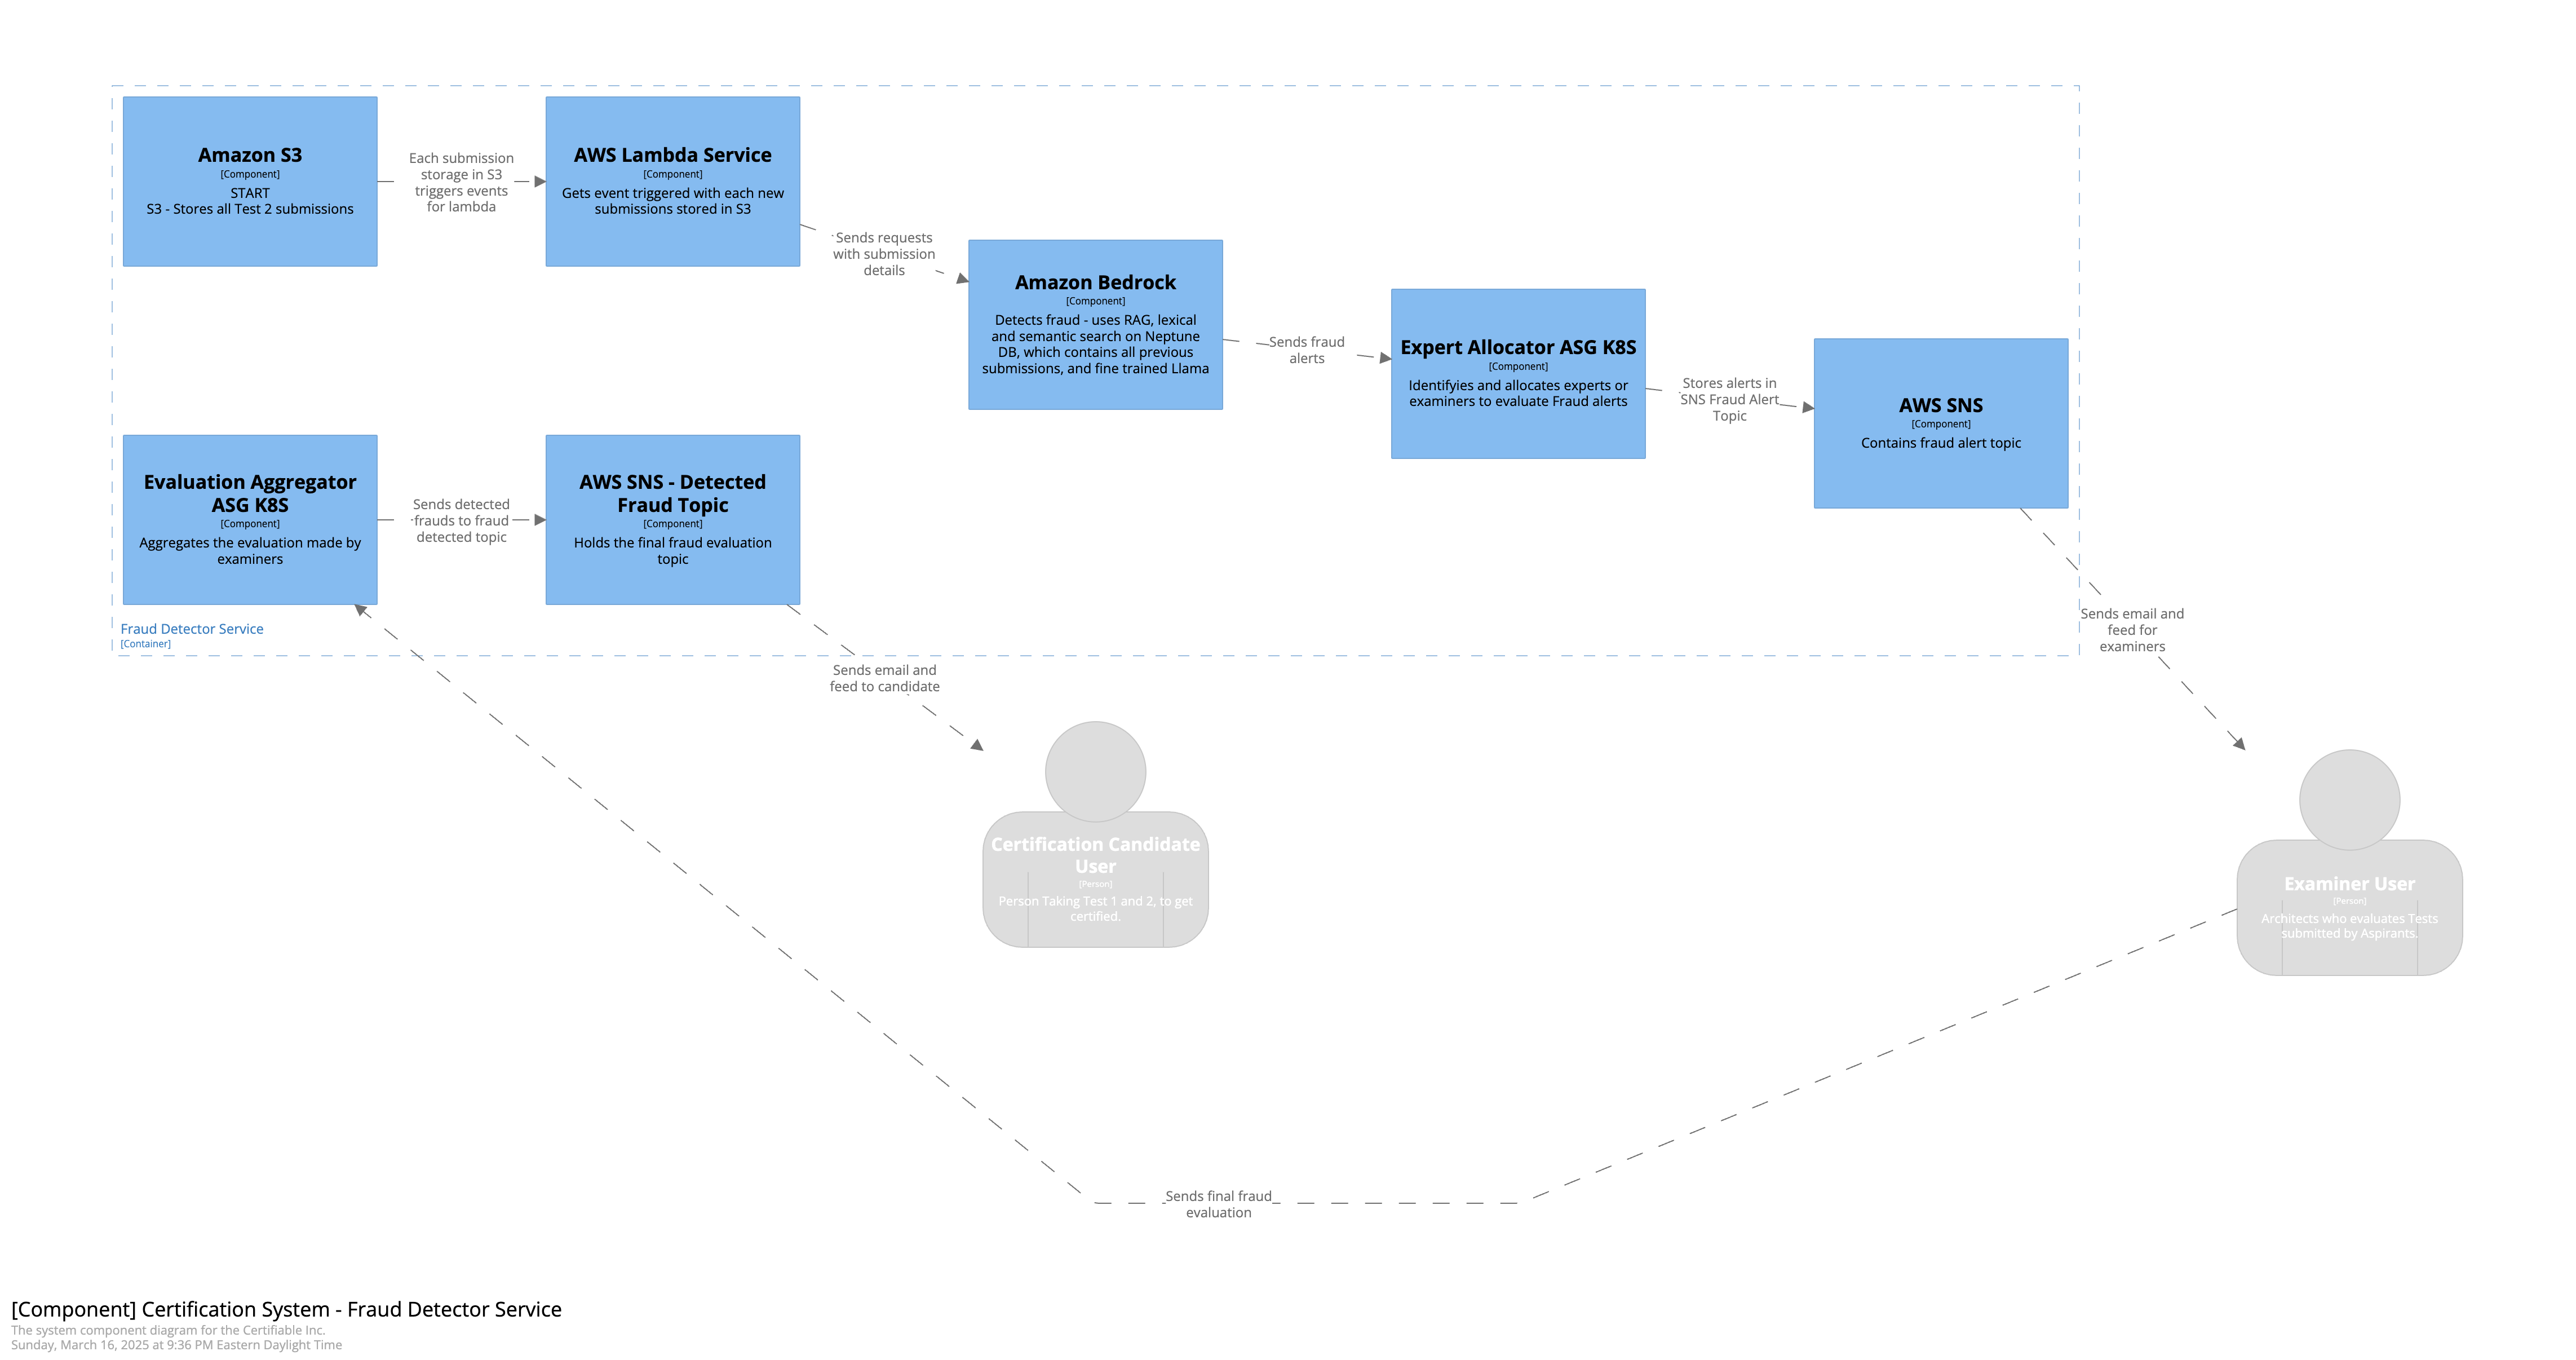 Amazon S3
[Component]
START
S3 - Stores all Test 2 submissions
Each submission
storage in S3
triggers events
for lambda
AWS Lambda Service
[Component]
Gets event triggered with each new
submissions stored in S3
Sends requests
with submission
details
Amazon Bedrock
[Component]
Detects fraud - uses RAG, lexical
and semantic search on Neptune
DB, which contains all previous
submissions, and fine trained Llama
Sends fraud
alerts
Expert Allocator ASG K8S
[Component]
Identifyies and allocates experts or
examiners to evaluate Fraud alerts
Stores alerts in
SNS Fraud Alert
Topic
AWS SNS
[Component]
Contains fraud alert topic
Evaluation Aggregator
ASG K8S
[Component]
Aggregates the evaluation made by
examiners
Sends detected
frauds to fraud
detected topic
AWS SNS - Detected
Fraud Topic
[Component]
Holds the final fraud evaluation
topic
Fraud Detector Service
[Container]
Sends email and
feed to candidate
Sends email and
feed for
examiners
Certification Candidate
User
[Person]
Person Taking Test 1 and 2, to get
certified.
Examiner User
[Person]
Architects who evaluates Tests
submitted by Aspirants.
Sends final fraud
evaluation
[Component] Certification System - Fraud Detector Service
The system component diagram for the Certifiable Inc.
Sunday, March 16, 2025 at 9:36 PM Eastern Daylight Time